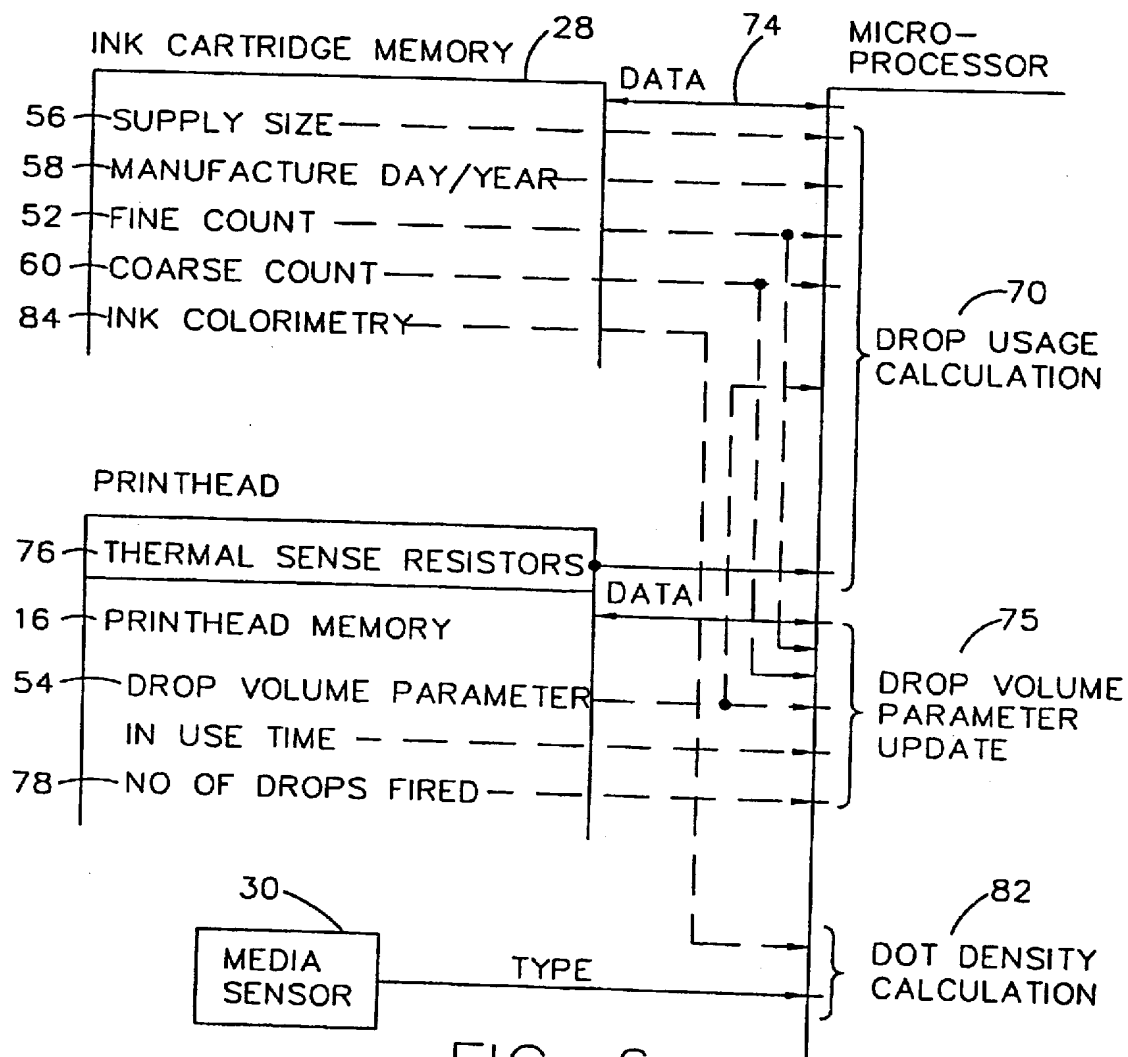 INK CARTRIDGE MEMORY
28
74
MICRO-
PROCESSOR
DATA
56 SUPPLY SIZE
58 MANUFACTURE DAY/YEAR
52 FINE COUNT
60 COARSE COUNT
84 INK COLORIMETRY
70
DROP USAGE
CALCULATION
PRINTHEAD
76 THERMAL SENSE RESISTORS
DATA
16 PRINTHEAD MEMORY
54 DROP VOLUME PARAMETER
IN USE TIME
78 NO OF DROPS FIRED
75
DROP VOLUME
PARAMETER
UPDATE
30
MEDIA
SENSOR
TYPE
82
DOT DENSITY
CALCULATION
FIG